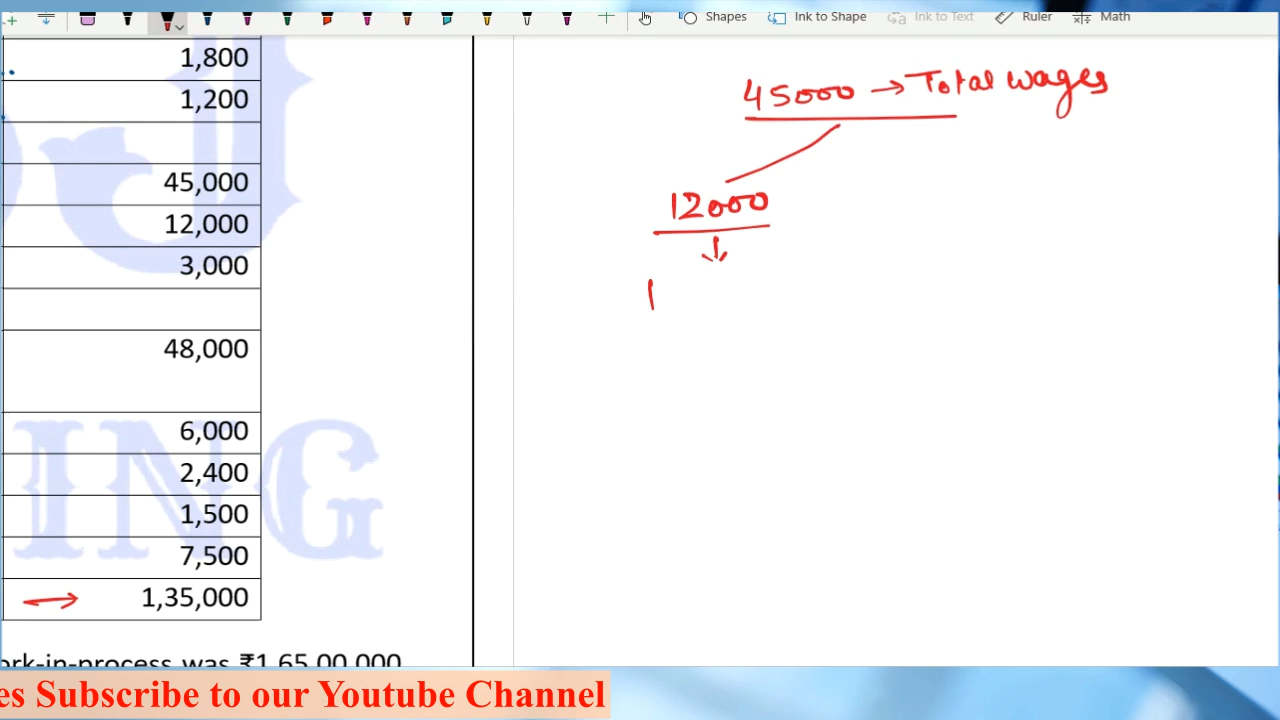 Shapes Ink to Shape Ink to Text Ruler Math
1,800
1,200
45,000
12,000
3,000
48,000
6,000
2,400
1,500
7,500
1,35,000
ork-in-process was ₹1,65,00,000
45000 → Total wages
12000
ING
es Subscribe to our Youtube Channel